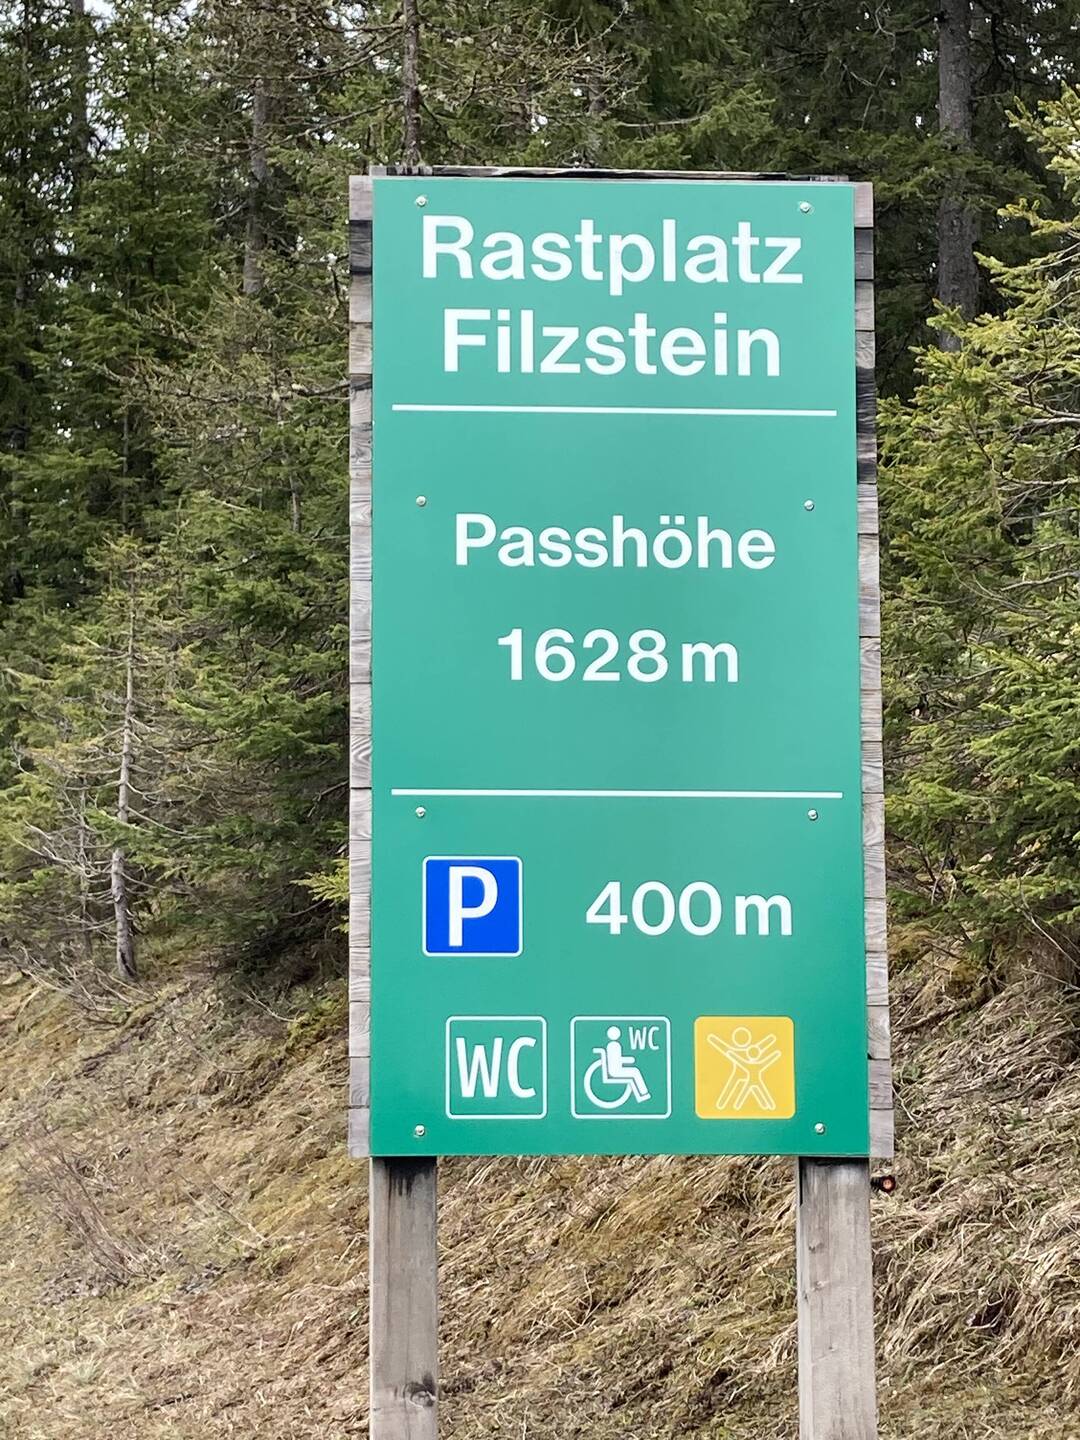 Rastplatz
Filzstein
Passhöhe
1628 m
P 400 m
WC WC